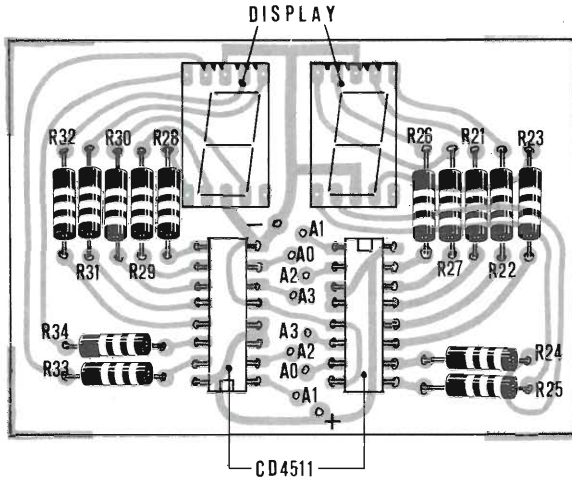 DISPLAY
R32 R30 R28
R26 R21 R23
R31 R29
R27 R22
− A1
A0
A2
A3
A3
A2
A0
A1
+
R34
R33
R24
R25
CD4511